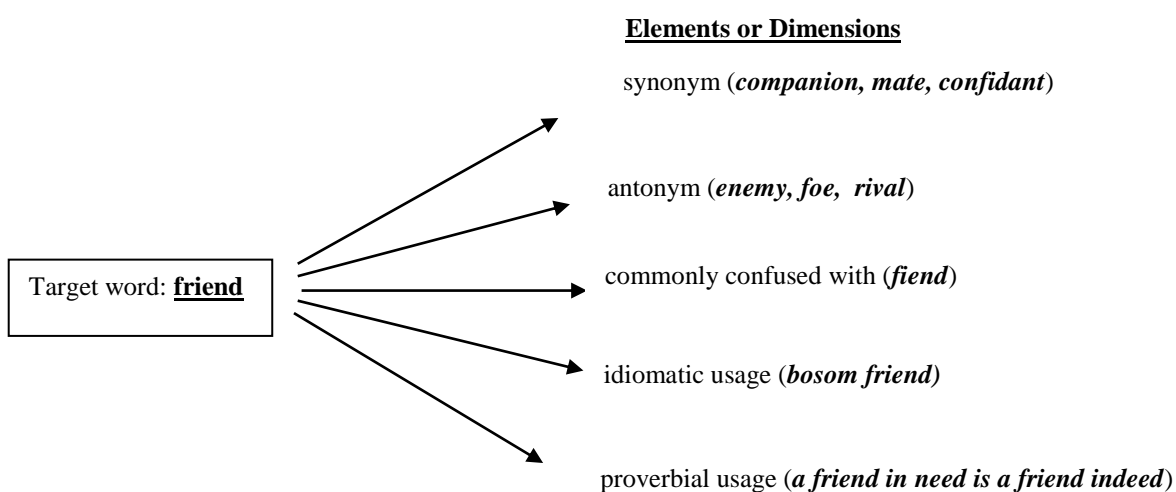 Elements or Dimensions
synonym (companion, mate, confidant)
antonym (enemy, foe, rival)
Target word: friend
commonly confused with (fiend)
idiomatic usage (bosom friend)
proverbial usage (a friend in need is a friend indeed)